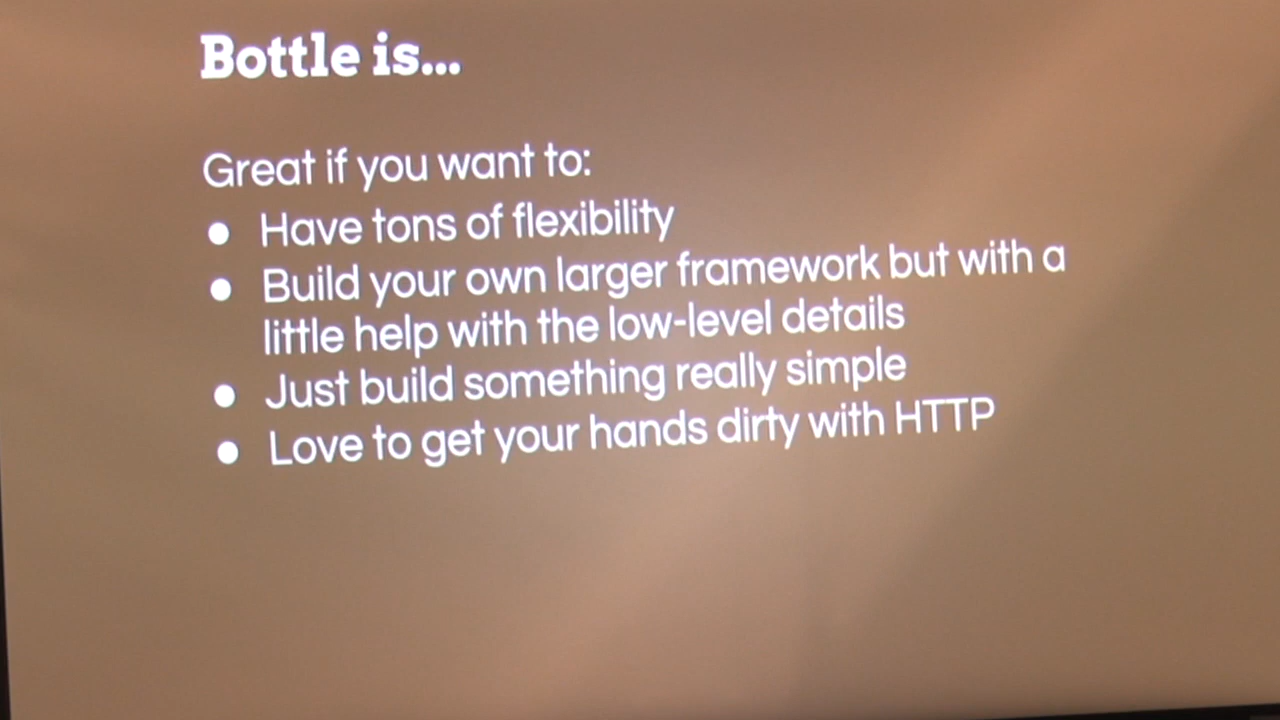 Bottle is...
Great if you want to:
● Have tons of flexibility
● Build your own larger framework but with a
little help with the low-level details
● Just build something really simple
● Love to get your hands dirty with HTTP